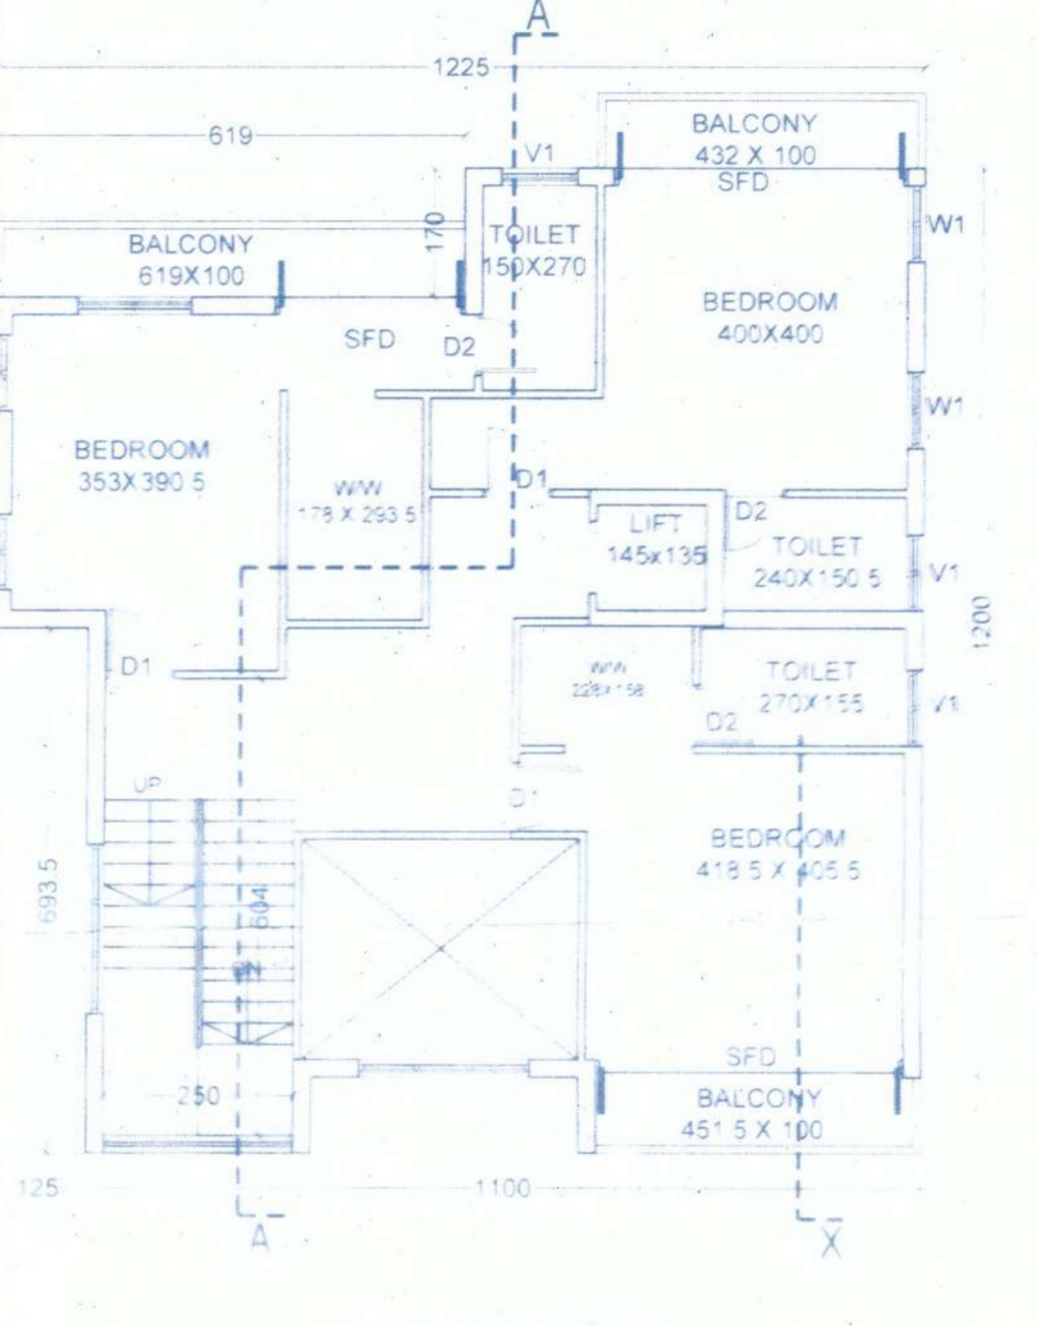 A
1225
619
V1
BALCONY
432 X 100
SFD
W1
BALCONY
619X100
170
TOILET
150X270
BEDROOM
400X400
SFD
D2
W1
BEDROOM
353X390 5
W/W
178 X 293 5
D1
LIFT
145x135
D2
TOILET
240X150 5
V1
1200
D1
W/W
228X158
TOILET
270X155
V1
D2
UP
D1
BEDROOM
418 5 X 405 5
693.5
604
SFD
250
BALCONY
451 5 X 100
125
1100
A
X